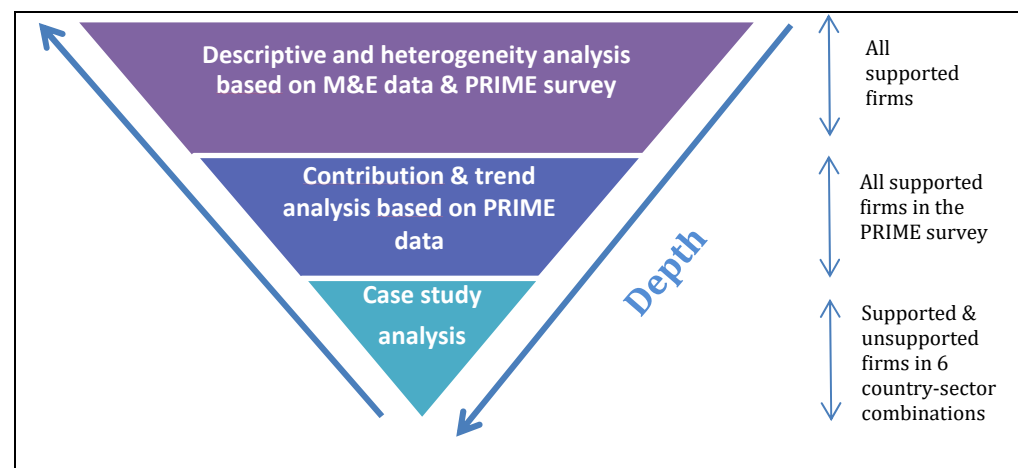 Descriptive and heterogeneity analysis
based on M&E data & PRIME survey
Contribution & trend
analysis based on PRIME
data
Case study
analysis
Depth
All
supported
firms
All supported
firms in the
PRIME survey
Supported &
unsupported
firms in 6
country-sector
combinations